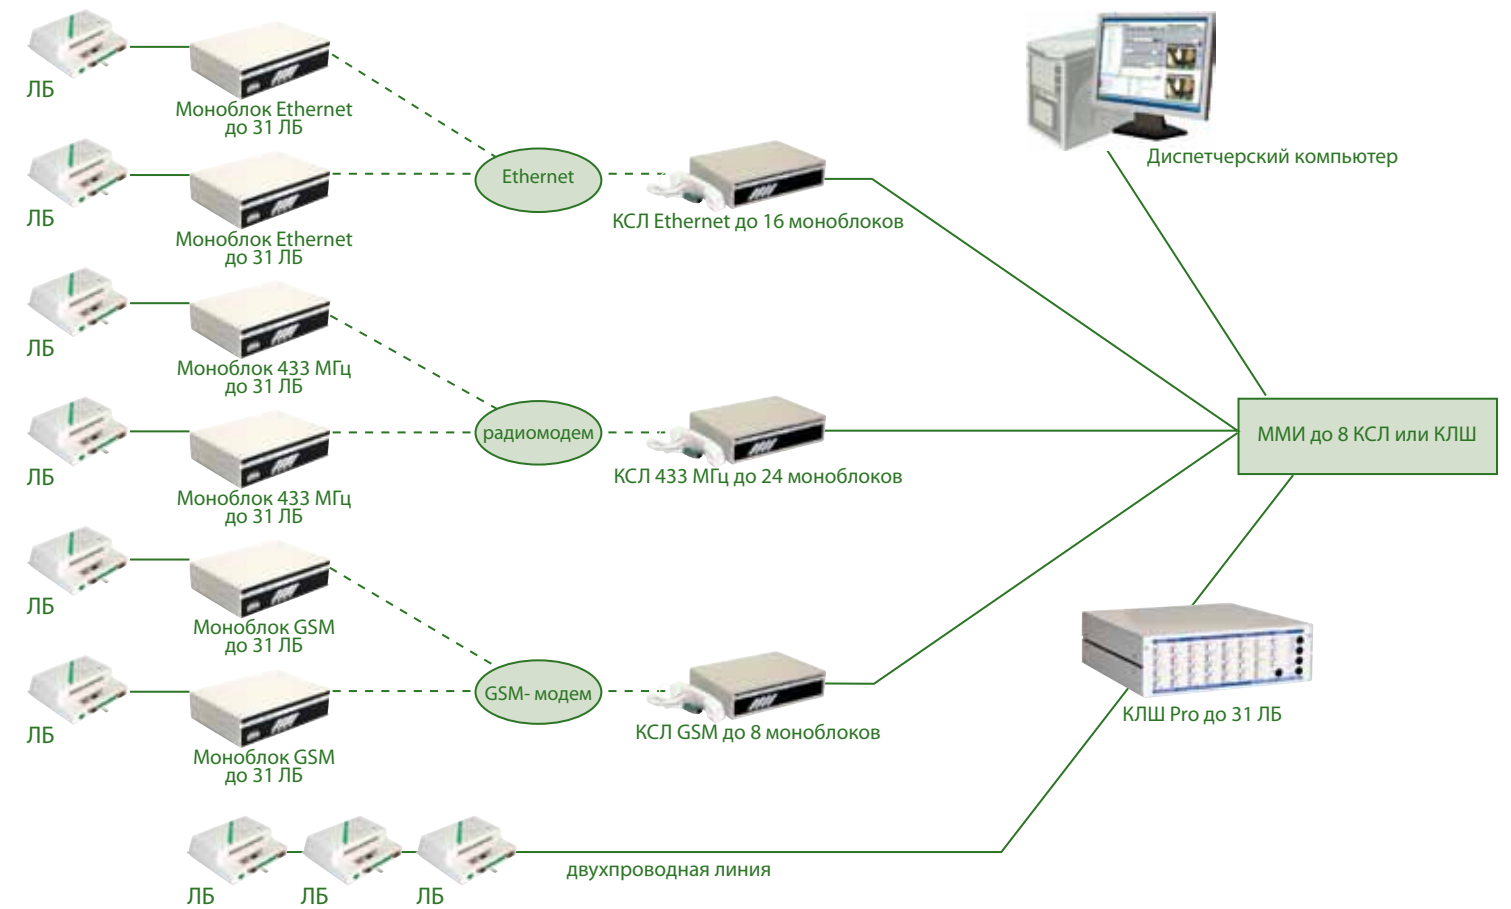 ЛБ
Моноблок Ethernet
до 31 ЛБ
Диспетчерский компьютер
ЛБ
Моноблок Ethernet
до 31 ЛБ
Ethernet
КСЛ Ethernet до 16 моноблоков
ЛБ
Моноблок 433 МГц
до 31 ЛБ
ЛБ
Моноблок 433 МГц
до 31 ЛБ
радиомодем
КСЛ 433 МГц до 24 моноблоков
ММИ до 8 КСЛ или КЛШ
ЛБ
Моноблок GSM
до 31 ЛБ
ЛБ
Моноблок GSM
до 31 ЛБ
GSM- модем
КСЛ GSM до 8 моноблоков
КЛШ Pro до 31 ЛБ
ЛБ
ЛБ
ЛБ
двухпроводная линия